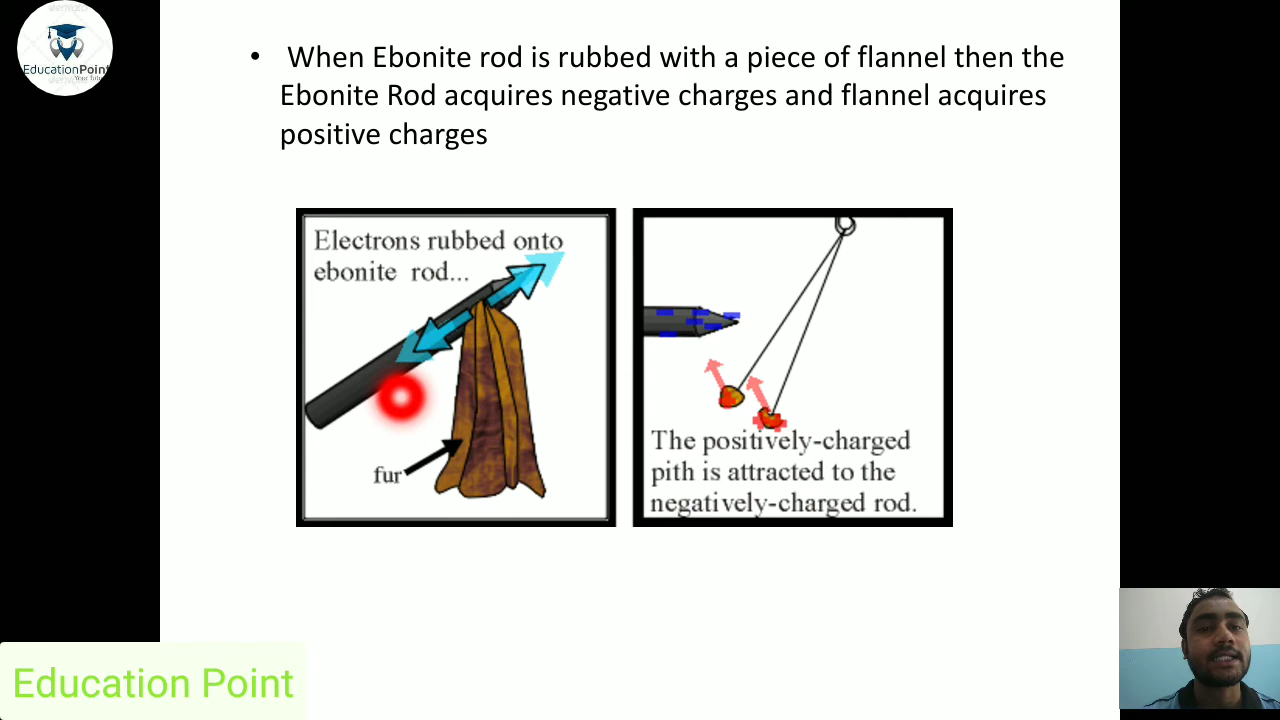 EducationPoint
• When Ebonite rod is rubbed with a piece of flannel then the
Ebonite Rod acquires negative charges and flannel acquires
positive charges
Electrons rubbed onto
ebonite rod...
fur
The positively-charged
pith is attracted to the
negatively-charged rod.
Education Point